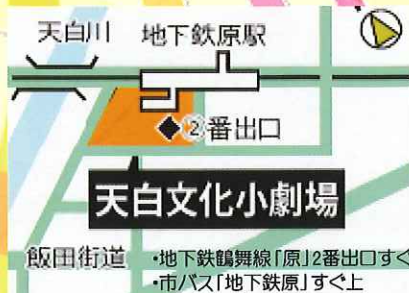 天白川 地下鉄原駅
②番出口
天白文化小劇場
飯田街道
・地下鉄鶴舞線「原」2番出口すぐ
・市バス「地下鉄原」すぐ上